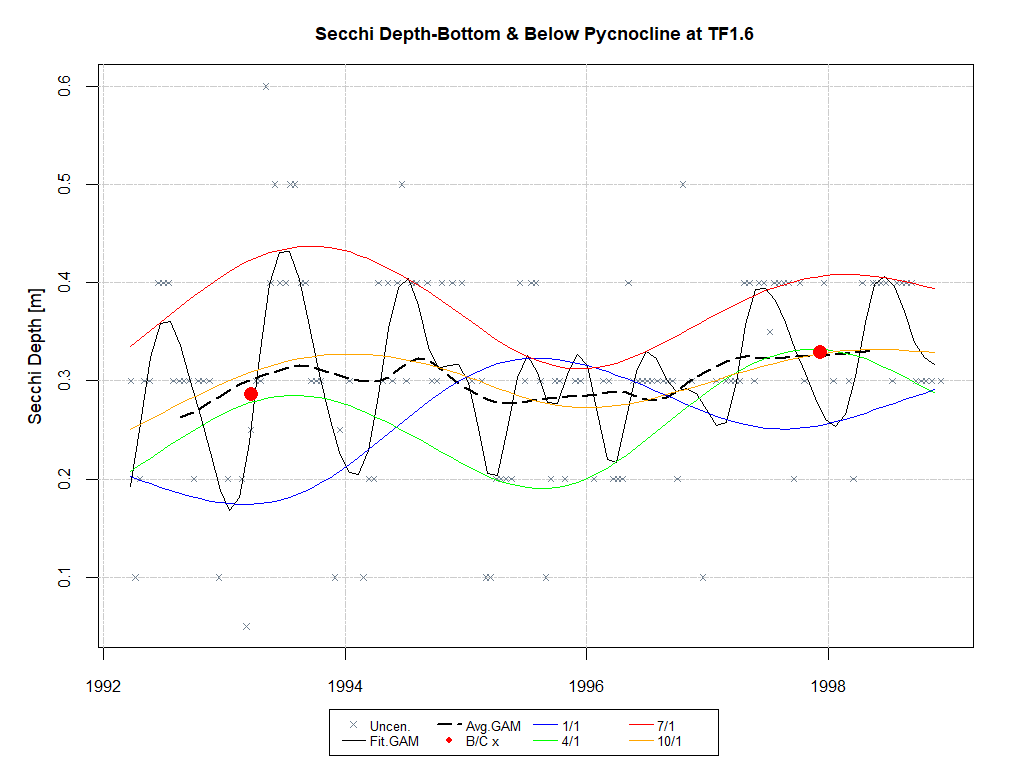 Secchi Depth-Bottom & Below Pycnocline at TF1.6
Secchi Depth [m]
0.6
0.5
0.4
0.3
0.2
0.1
1992 1994 1996 1998
Uncen. Avg.GAM 1/1 7/1
Fit.GAM B/C x 4/1 10/1